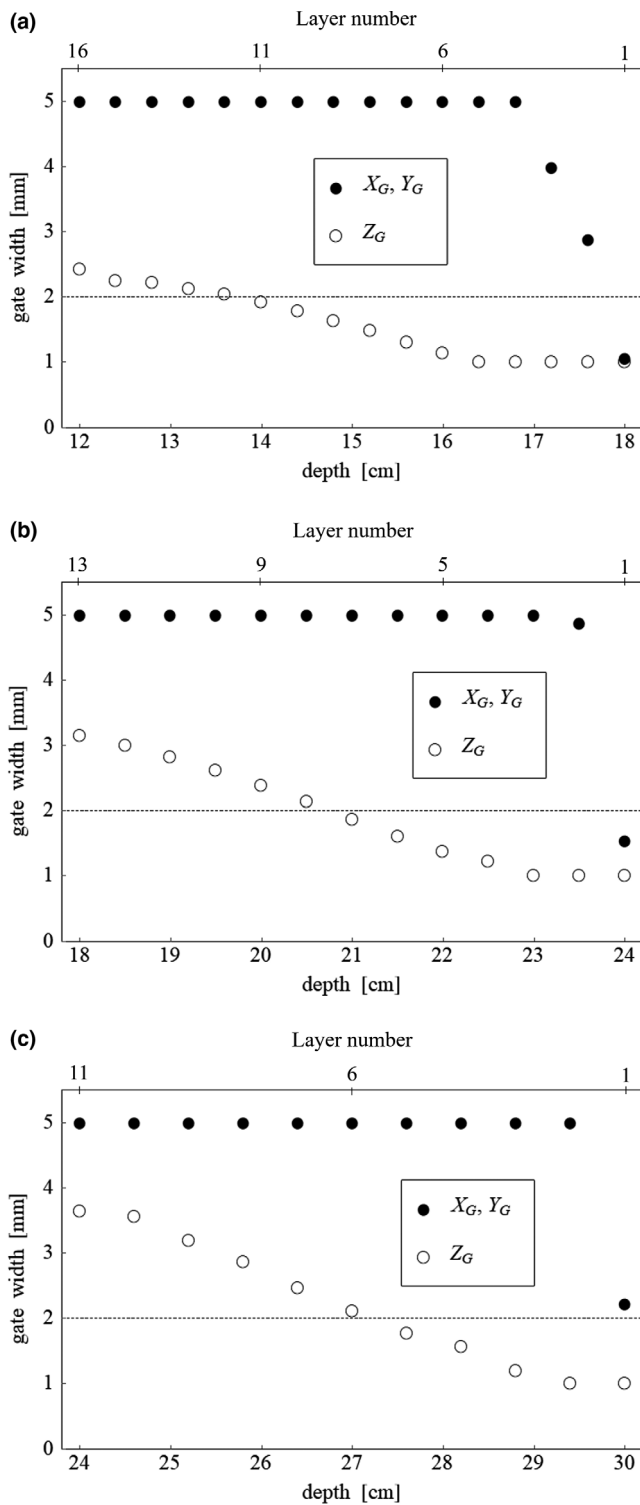 (a)
Layer number
16 11 6 1
5
4
3
2
1
0
gate width [mm]
X_G, Y_G
Z_G
12 13 14 15 16 17 18
depth [cm]
(b)
Layer number
13 9 5 1
5
4
3
2
1
0
gate width [mm]
X_G, Y_G
Z_G
18 19 20 21 22 23 24
depth [cm]
(c)
Layer number
11 6 1
5
4
3
2
1
0
gate width [mm]
X_G, Y_G
Z_G
24 25 26 27 28 29 30
depth [cm]